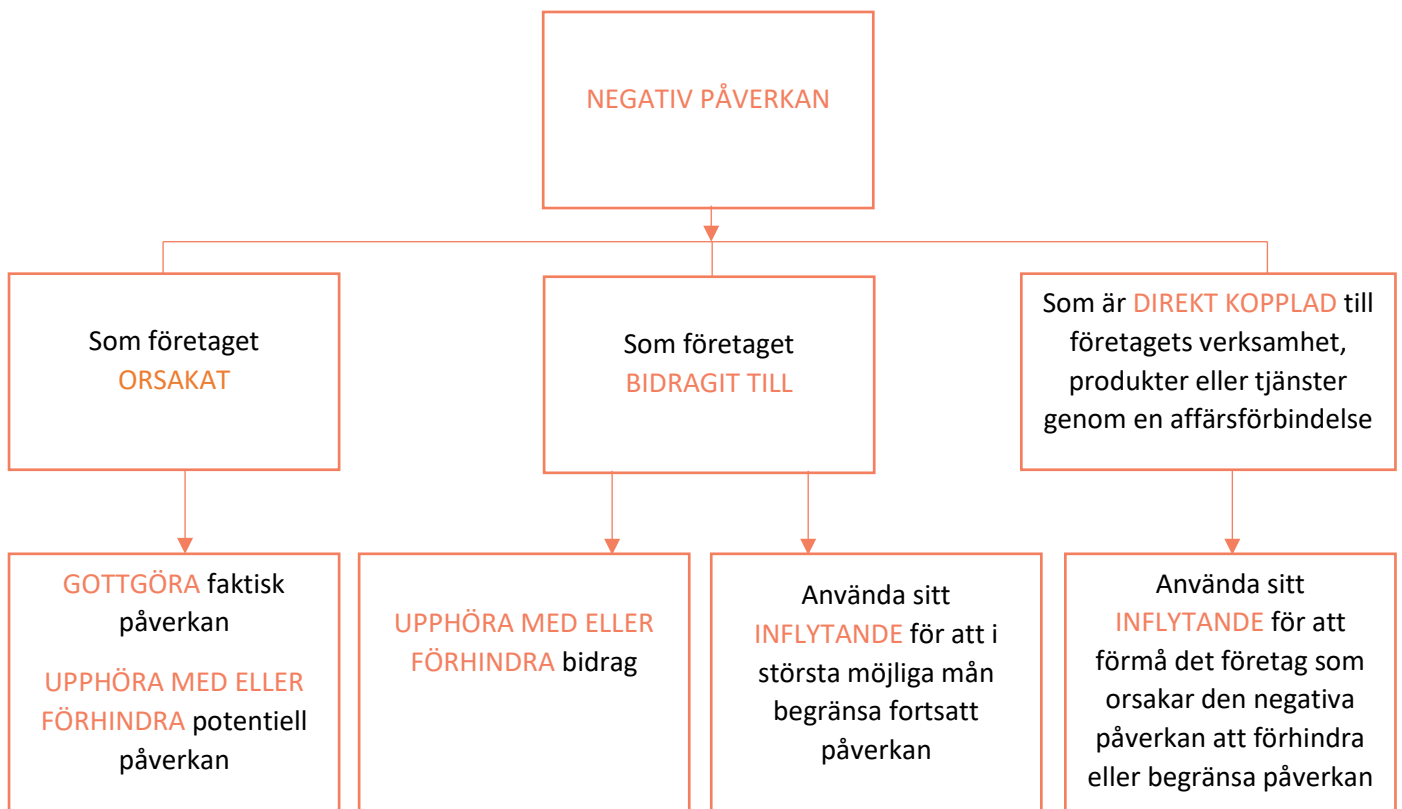 NEGATIV PÅVERKAN
Som företaget
ORSAKAT
Som företaget
BIDRAGIT TILL
Som är DIREKT KOPPLAD till
företagets verksamhet,
produkter eller tjänster
genom en affärsförbindelse
GOTTGÖRA faktisk
påverkan
UPPHÖRA MED ELLER
FÖRHINDRA potentiell
påverkan
UPPHÖRA MED ELLER
FÖRHINDRA bidrag
Använda sitt
INFLYTANDE för att i
största möjliga mån
begränsa fortsatt
påverkan
Använda sitt
INFLYTANDE för att
förmå det företag som
orsakar den negativa
påverkan att förhindra
eller begränsa påverkan